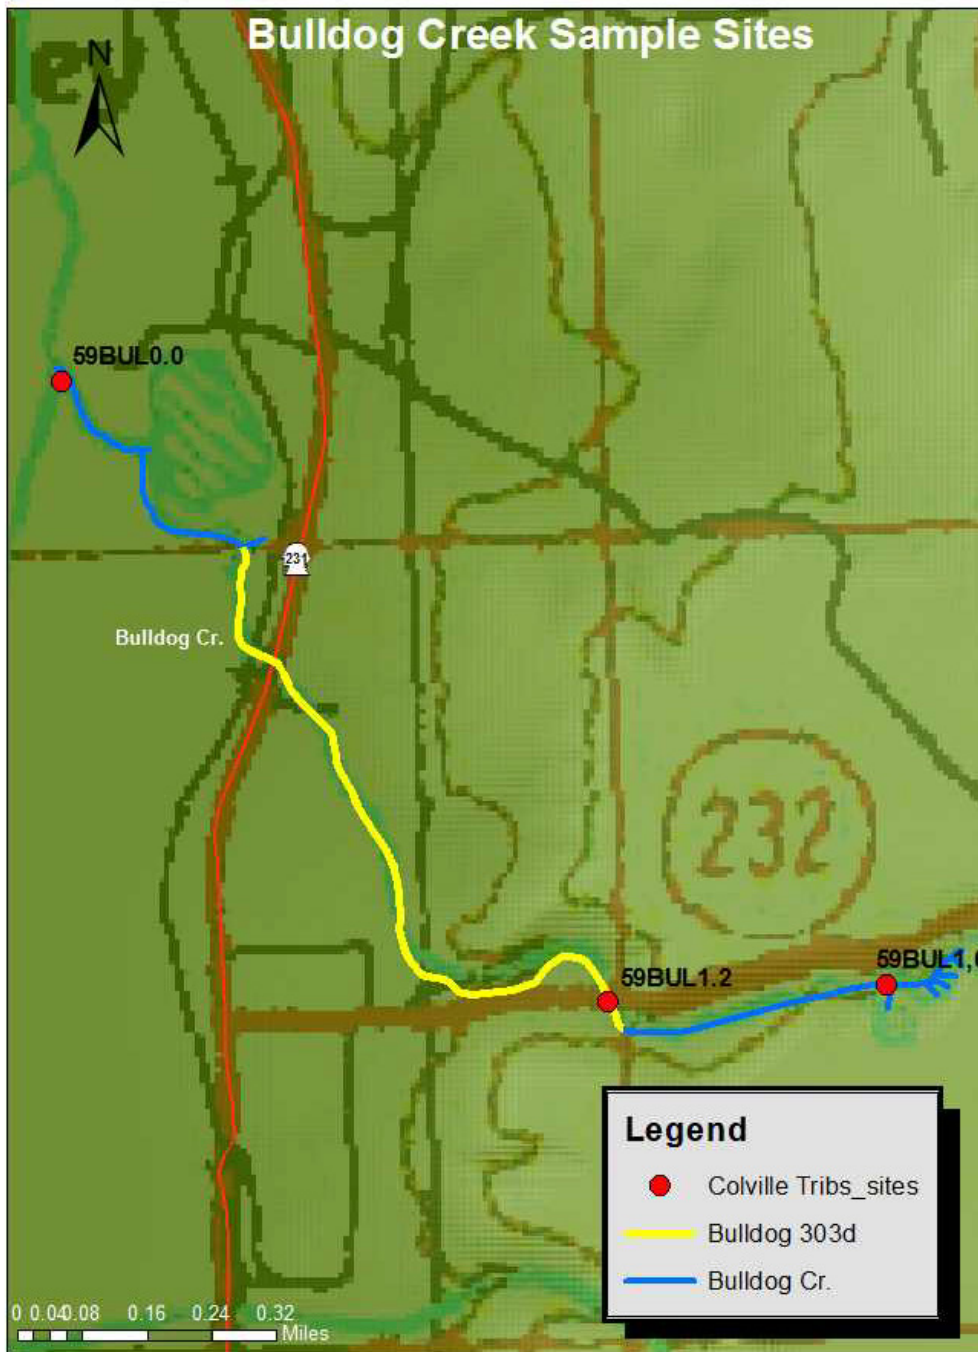 Bulldog Creek Sample Sites
N
59BUL0.0
231
Bulldog Cr.
232
59BUL1.2
Legend
Colville Tribs_sites
Bulldog 303d
Bulldog Cr.
0 0.04 0.08 0.16 0.24 0.32
Miles